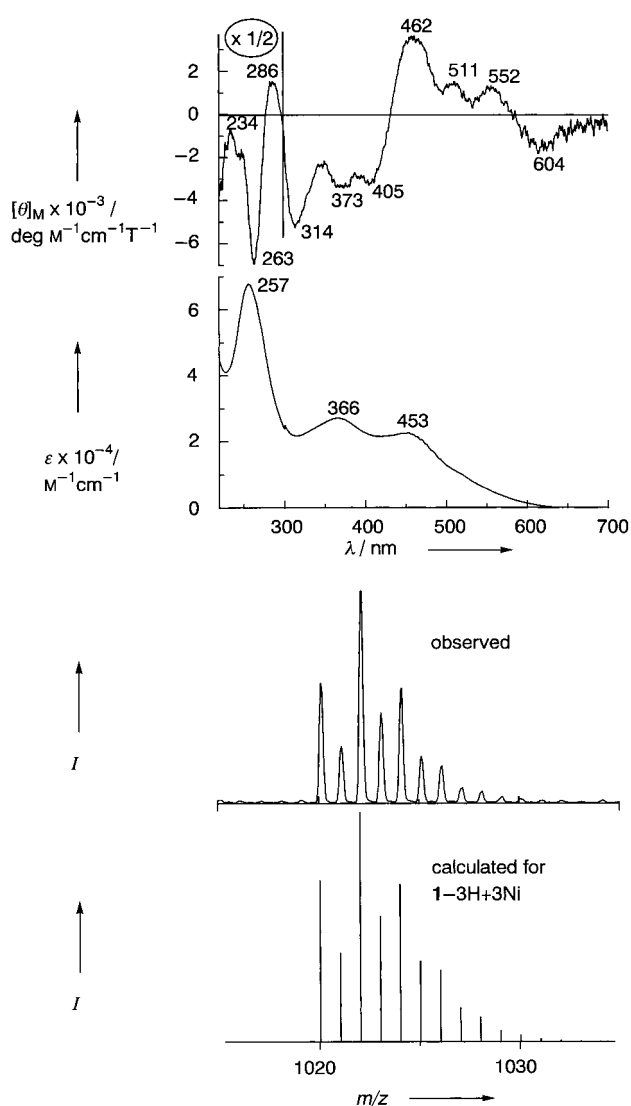 x 1/2
462
286
511
552
2
234
0
−2
−4
−6
373
405
604
314
263
[θ]M x 10⁻³ /
deg M⁻¹cm⁻¹T⁻¹
257
6
366
453
4
2
0
ε x 10⁻⁴/
M⁻¹cm⁻¹
300
400
500
600
700
λ / nm
observed
I
calculated for
1−3H+3Ni
I
1020
1030
m/z